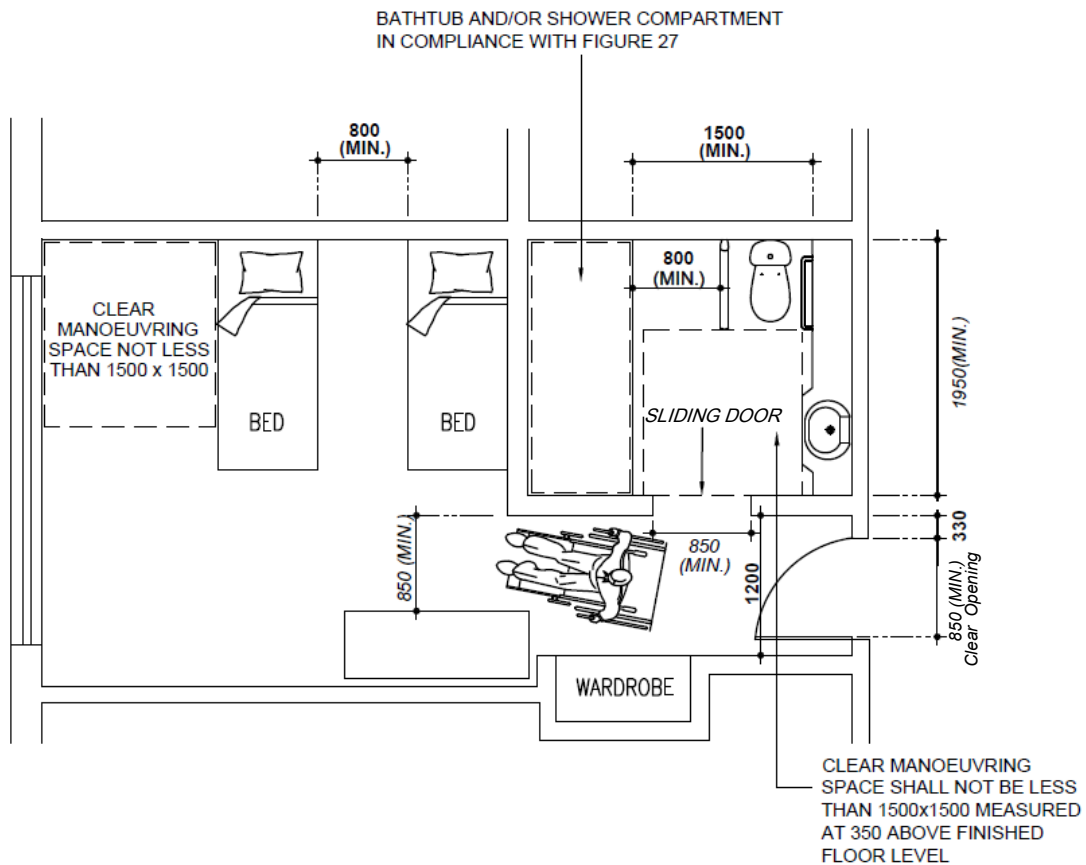 BATHTUB AND/OR SHOWER COMPARTMENT
IN COMPLIANCE WITH FIGURE 27
800
(MIN.)
1500
(MIN.)
CLEAR
MANOEUVRING
SPACE NOT LESS
THAN 1500 x 1500
BED
BED
800
(MIN.)
SLIDING DOOR
1950(MIN.)
850 (MIN.)
850
(MIN.)
1200
330
850 (MIN.)
Clear Opening
WARDROBE
CLEAR MANOEUVRING
SPACE SHALL NOT BE LESS
THAN 1500x1500 MEASURED
AT 350 ABOVE FINISHED
FLOOR LEVEL